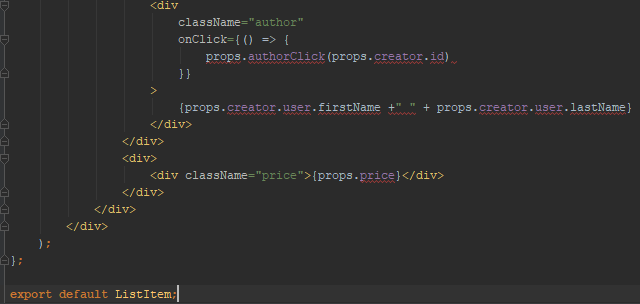 <div
className="author"
onClick={() => {
props.authorClick(props.creator.id)
}}
>
{props.creator.user.firstName +" " + props.creator.user.lastName}
</div>
</div>
<div>
<div className="price">{props.price}</div>
</div>
</div>
</div>
);
};
export default ListItem;